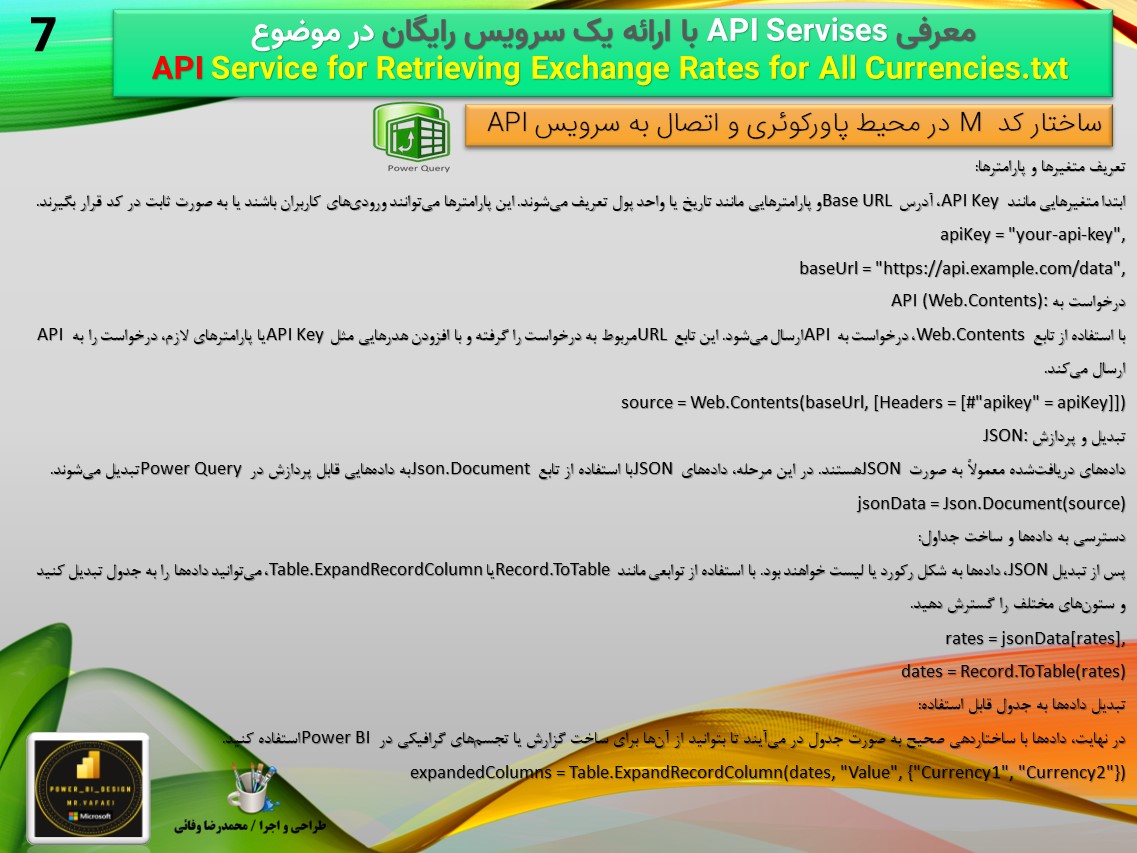 7
معرفی API Servises با ارائه یک سرویس رایگان در موضوع
API Service for Retrieving Exchange Rates for All Currencies.txt
ساختار کد M در محیط پاورکوئری و اتصال به سرویس API
Power Query
تعریف متغیرها و پارامترها:
ابتدا متغیرهایی مانند API Key، آدرس Base URL و پارامترهایی مانند تاریخ یا واحد پول تعریف می‌شوند. این پارامترها می‌توانند ورودی‌های کاربران باشند یا به صورت ثابت در کد قرار بگیرند.
apiKey = "your-api-key",
baseUrl = "https://api.example.com/data",
درخواست به API (Web.Contents):
با استفاده از تابع Web.Contents، درخواست به API ارسال می‌شود. این تابع URL مربوط به درخواست را گرفته و با افزودن هدرهایی مثل API Key یا پارامترهای لازم، درخواست را به API
ارسال می‌کند.
source = Web.Contents(baseUrl, [Headers = [#"apikey" = apiKey]])
تبدیل و پردازش JSON:
داده‌های دریافت‌شده معمولاً به صورت JSON هستند. در این مرحله، داده‌های JSON با استفاده از تابع Json.Document به داده‌هایی قابل پردازش در Power Query تبدیل می‌شوند.
jsonData = Json.Document(source)
دسترسی به داده‌ها و ساخت جداول:
پس از تبدیل JSON، داده‌ها به شکل رکورد یا لیست خواهند بود. با استفاده از توابعی مانند Record.ToTable یا Table.ExpandRecordColumn، می‌توانید داده‌ها را به جدول تبدیل کنید
و ستون‌های مختلف را گسترش دهید.
rates = jsonData[rates],
dates = Record.ToTable(rates)
تبدیل داده‌ها به جدول قابل استفاده:
در نهایت، داده‌ها با ساختاردهی صحیح به صورت جدول در می‌آیند تا بتوانید از آن‌ها برای ساخت گزارش یا تجسم‌های گرافیکی در Power BI استفاده کنید.
expandedColumns = Table.ExpandRecordColumn(dates, "Value", {"Currency1", "Currency2"})
POWER_BI_DESIGN
MR.VAFAEI
Microsoft
طراحی و اجرا / محمدرضا وفائی